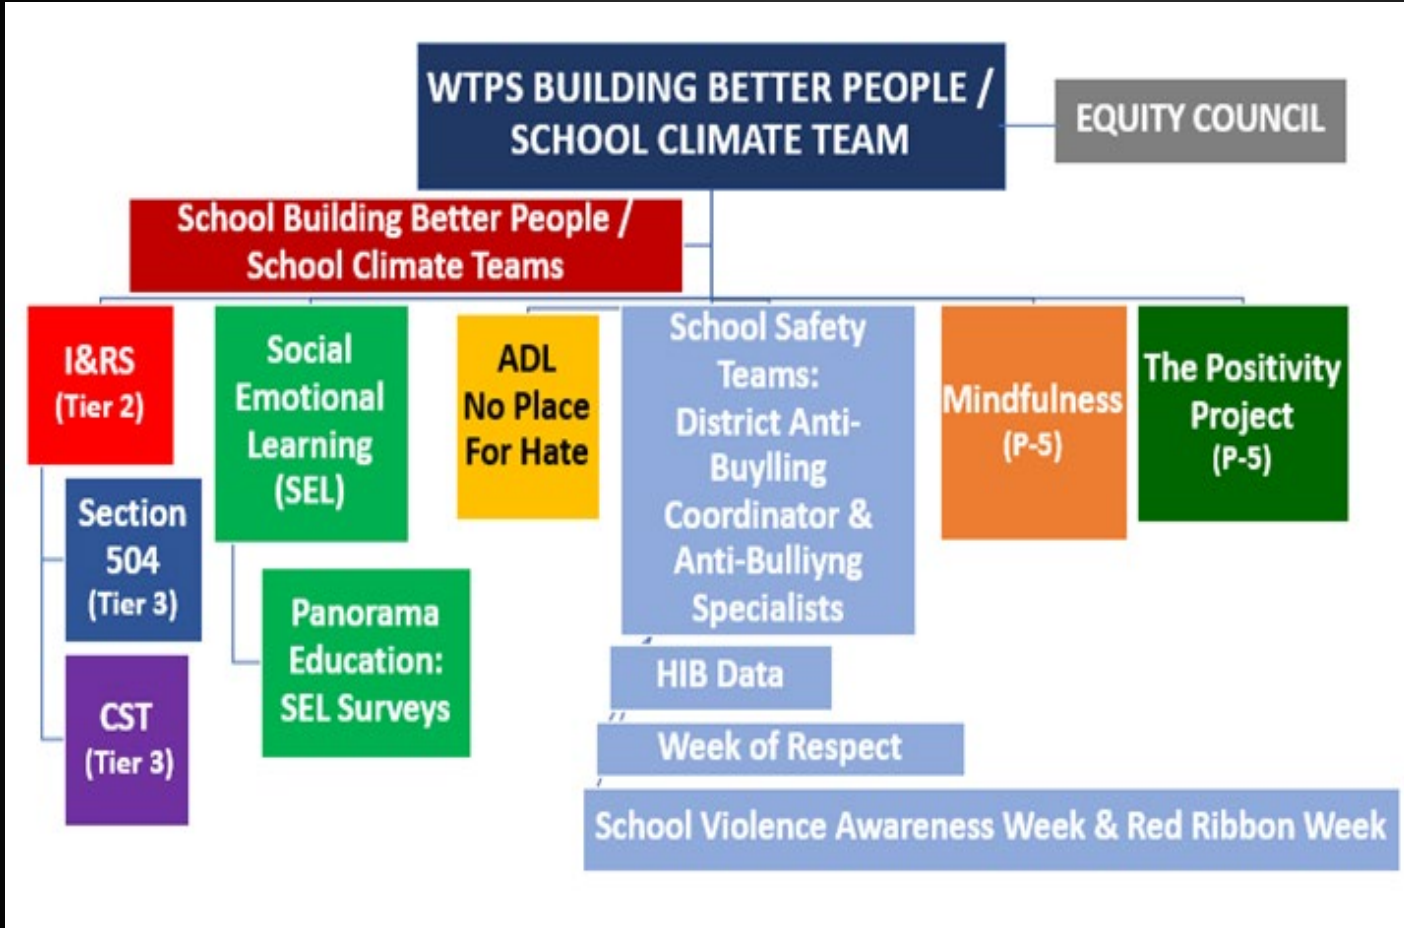 WTPS BUILDING BETTER PEOPLE /
SCHOOL CLIMATE TEAM
EQUITY COUNCIL
School Building Better People /
School Climate Teams
I&RS
(Tier 2)
Section
504
(Tier 3)
CST
(Tier 3)
Social
Emotional
Learning
(SEL)
Panorama
Education:
SEL Surveys
ADL
No Place
For Hate
School Safety
Teams:
District Anti-
Buylling
Coordinator &
Anti-Bulliyng
Specialists
HIB Data
Week of Respect
School Violence Awareness Week & Red Ribbon Week
Mindfulness
(P-5)
The Positivity
Project
(P-5)